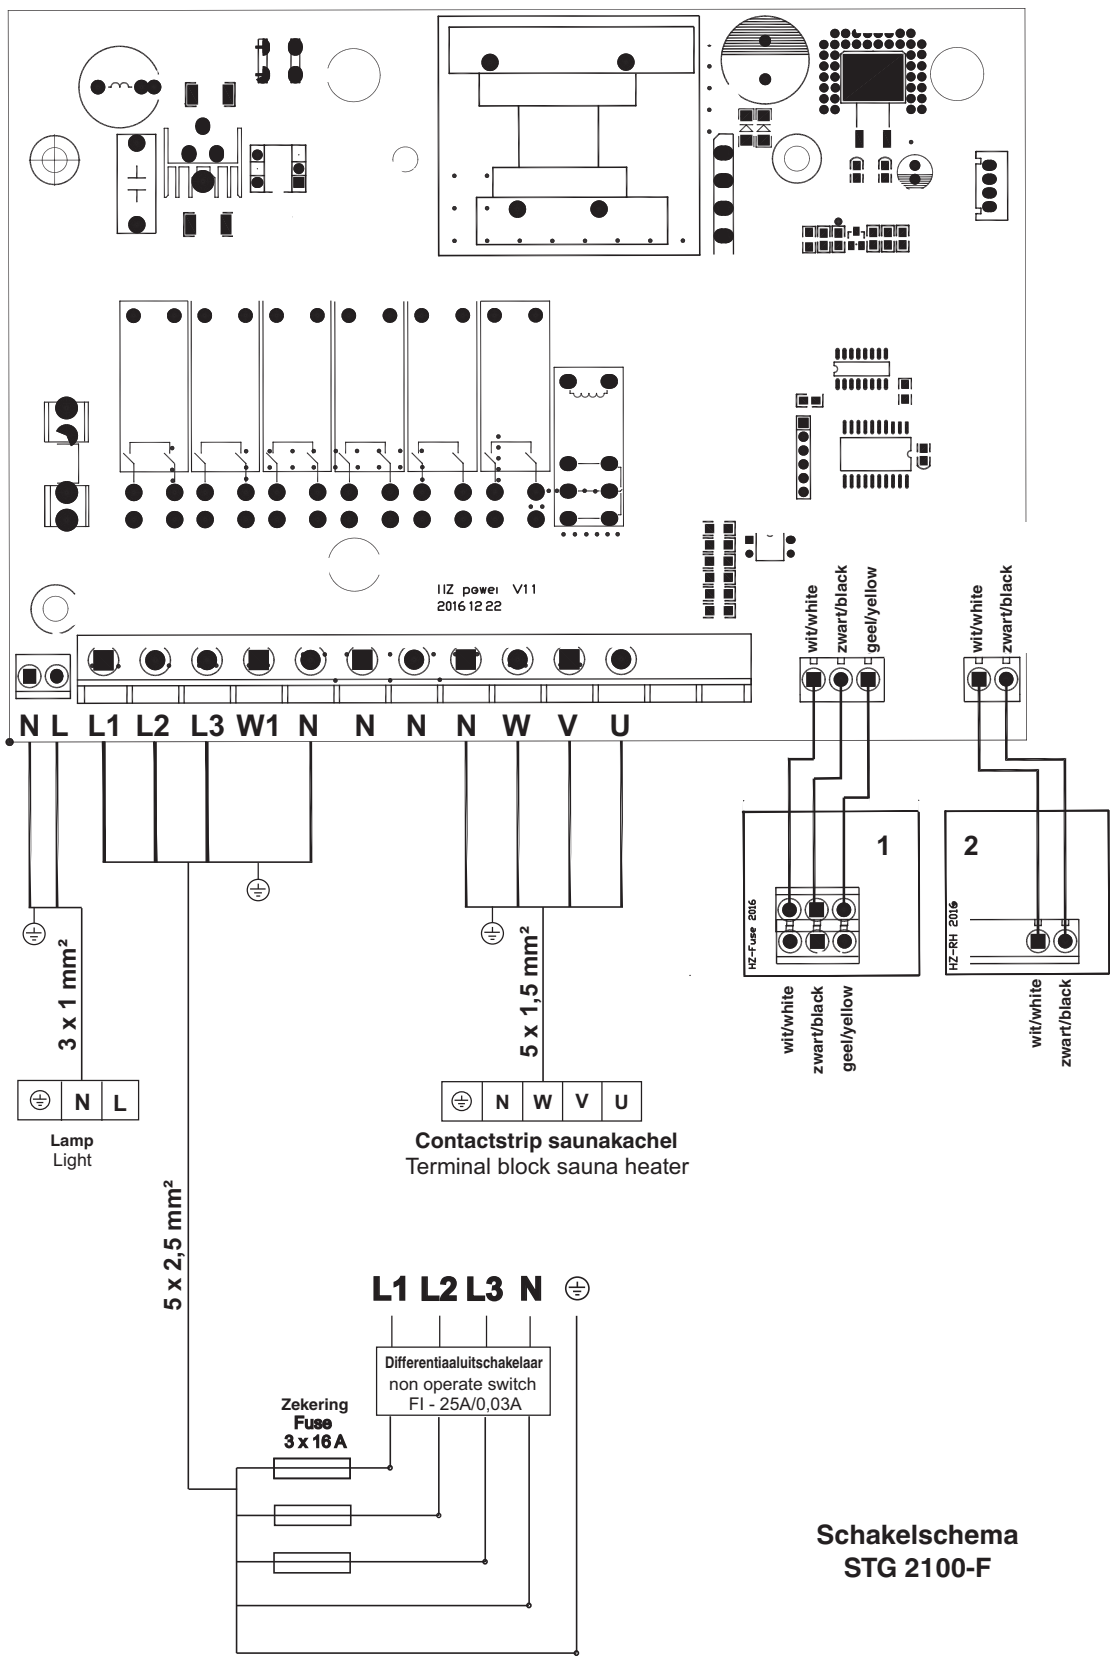 IIZ power V11
2016 12 22
wit/white
zwart/black
geel/yellow
wit/white
zwart/black
N L L1 L2 L3 W1 N N N N W V U
1
2
HZ-Fuse 2016
HZ-RH 2016
wit/white
zwart/black
geel/yellow
wit/white
zwart/black
3 x 1 mm²
5 x 1,5 mm²
N L
Lamp
Light
N W V U
Contactstrip saunakachel
Terminal block sauna heater
5 x 2,5 mm²
L1 L2 L3 N
Differentiaaluitschakelaar
non operate switch
FI - 25A/0,03A
Zekering
Fuse
3 x 16 A
Schakelschema
STG 2100-F